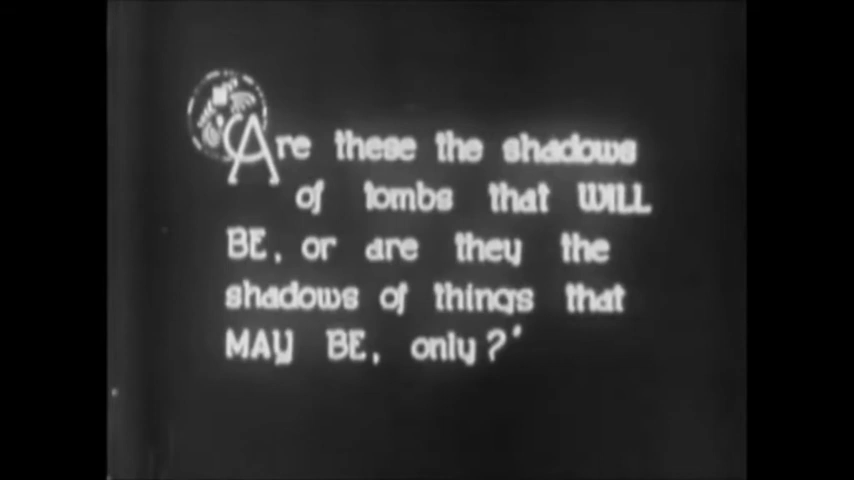 Are these the shadows
of tombs that WILL
BE, or are they the
shadows of things that
MAY BE, only?'